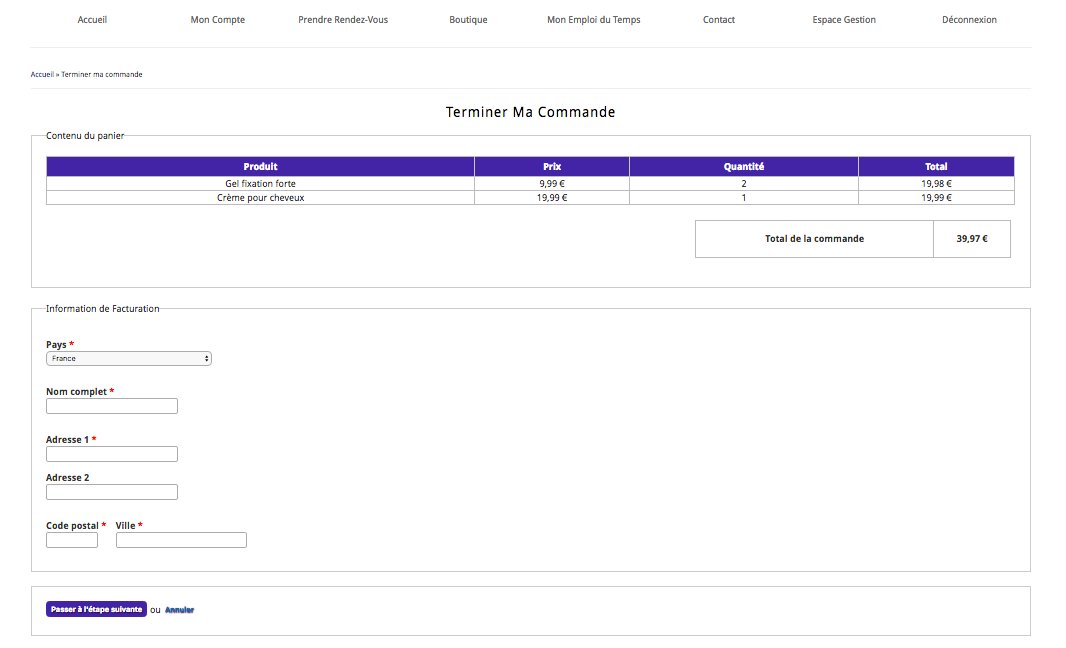 Accueil Mon Compte Prendre Rendez-Vous Boutique Mon Emploi du Temps Contact Espace Gestion Déconnexion
Accueil » Terminer ma commande
Terminer Ma Commande
Contenu du panier
Produit Prix Quantité Total
Gel fixation forte 9,99 € 2 19,98 €
Crème pour cheveux 19,99 € 1 19,99 €
Total de la commande 39,97 €
Information de Facturation
Pays *
France
Nom complet *
Adresse 1 *
Adresse 2
Code postal * Ville *
Passer à l'étape suivante ou Annuler